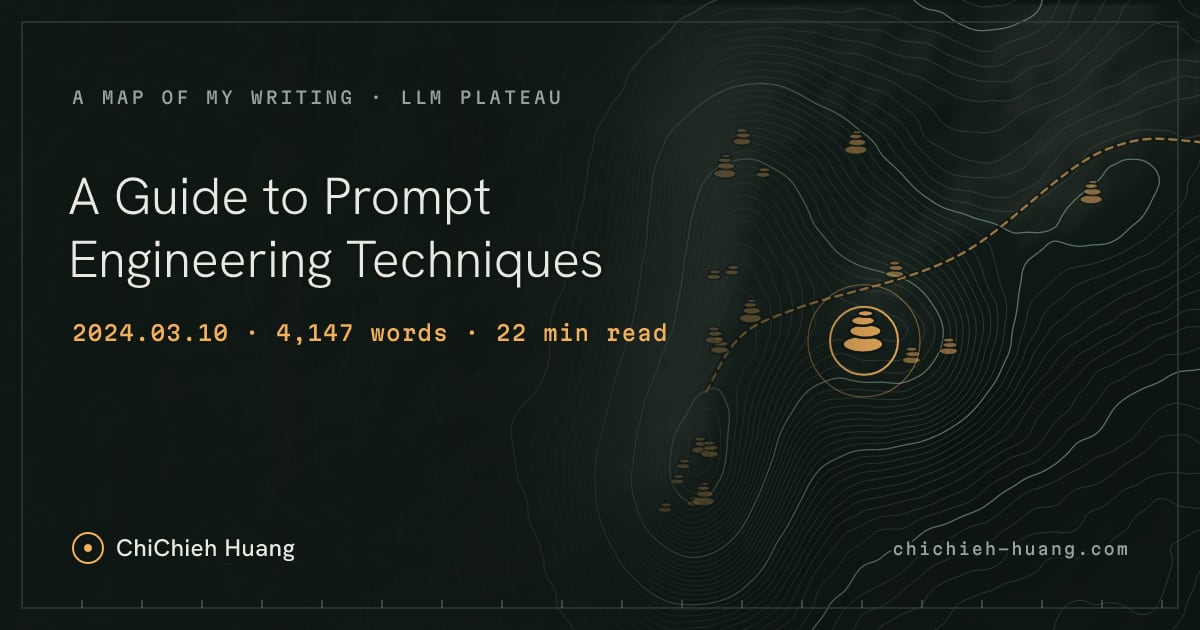 A MAP OF MY WRITING · LLM PLATEAU
A Guide to Prompt
Engineering Techniques
2024.03.10 · 4,147 words · 22 min read
ChiChieh Huang
chichieh-huang.com